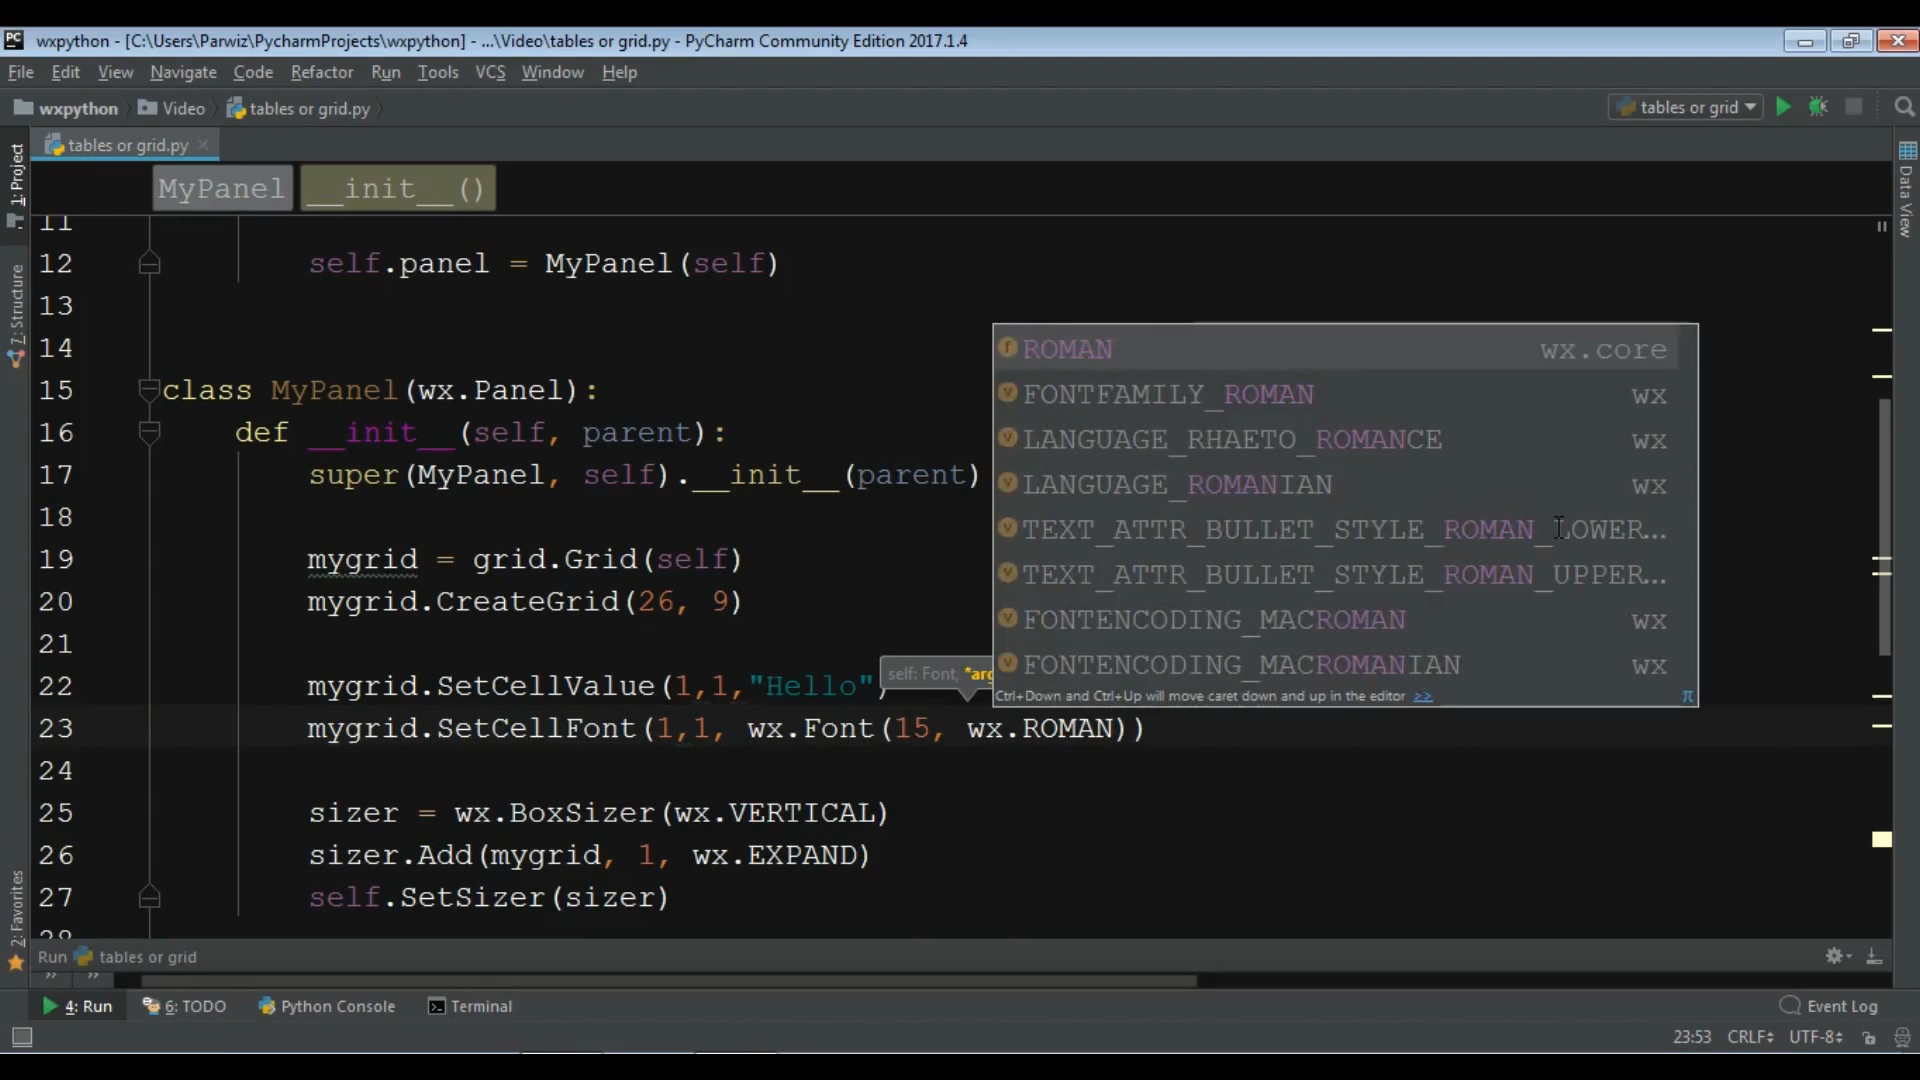 PC wxpython - [C:\Users\Parwiz\PycharmProjects\wxpython] - ...\Video\tables or grid.py - PyCharm Community Edition 2017.1.4
File Edit View Navigate Code Refactor Run Tools VCS Window Help
wxpython Video tables or grid.py tables or grid
tables or grid.py
1: Project
7: Structure
2: Favorites
Data View
MyPanel __init__()
11
12 self.panel = MyPanel(self)
13
14
15 class MyPanel(wx.Panel):
16 def __init__(self, parent):
17 super(MyPanel, self).__init__(parent)
18
19 mygrid = grid.Grid(self)
20 mygrid.CreateGrid(26, 9)
21
22 mygrid.SetCellValue(1,1,"Hello")
23 mygrid.SetCellFont(1,1, wx.Font(15, wx.ROMAN))
24
25 sizer = wx.BoxSizer(wx.VERTICAL)
26 sizer.Add(mygrid, 1, wx.EXPAND)
27 self.SetSizer(sizer)
28
self: Font, *arg
ROMAN wx.core
FONTFAMILY_ROMAN wx
LANGUAGE_RHAETO_ROMANCE wx
LANGUAGE_ROMANIAN wx
TEXT_ATTR_BULLET_STYLE_ROMAN_LOWER...
TEXT_ATTR_BULLET_STYLE_ROMAN_UPPER...
FONTENCODING_MACROMAN wx
FONTENCODING_MACROMANIAN wx
Ctrl+Down and Ctrl+Up will move caret down and up in the editor >> π
Run tables or grid
» »
4: Run 6: TODO Python Console Terminal Event Log
23:53 CRLF UTF-8